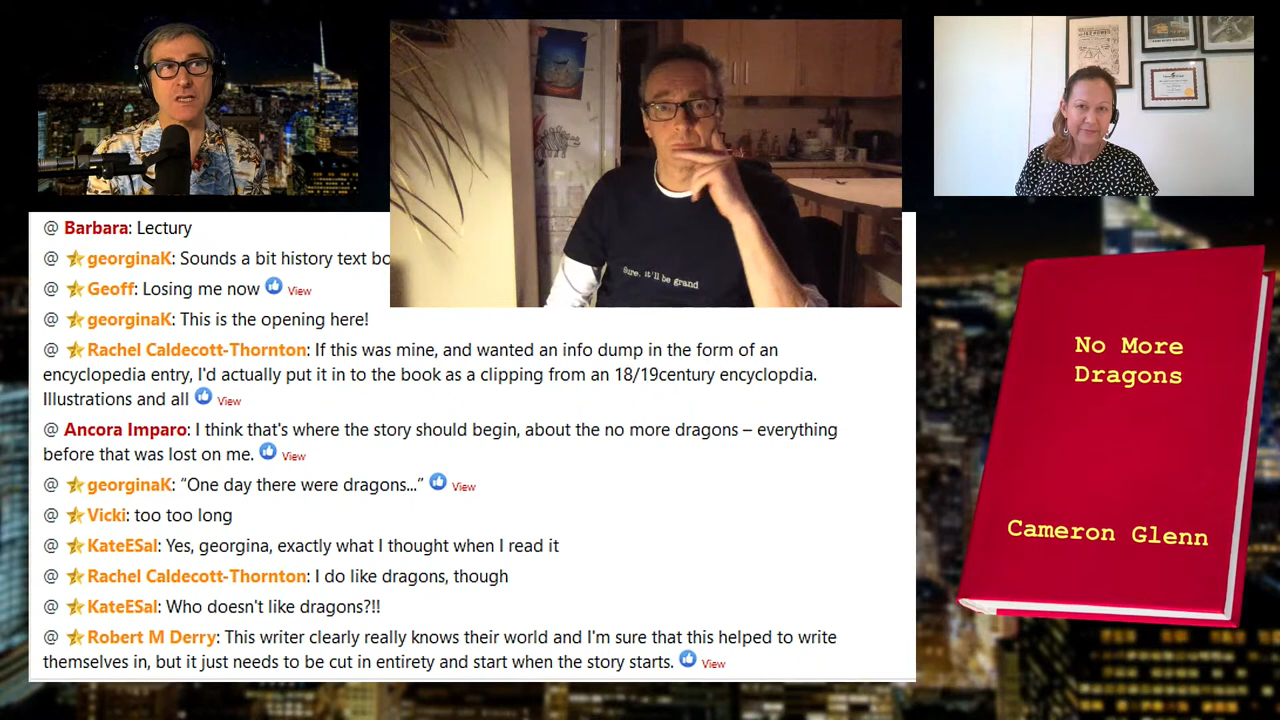 Sure, it'll be grand
@ Barbara: Lectury
@ georginaK: Sounds a bit history text bo
@ Geoff: Losing me now View
@ georginaK: This is the opening here!
@ Rachel Caldecott-Thornton: If this was mine, and wanted an info dump in the form of an
encyclopedia entry, I'd actually put it in to the book as a clipping from an 18/19century encyclopdia.
Illustrations and all View
@ Ancora Imparo: I think that's where the story should begin, about the no more dragons – everything
before that was lost on me. View
@ georginaK: “One day there were dragons...” View
@ Vicki: too too long
@ KateESal: Yes, georgina, exactly what I thought when I read it
@ Rachel Caldecott-Thornton: I do like dragons, though
@ KateESal: Who doesn't like dragons?!!
@ Robert M Derry: This writer clearly really knows their world and I'm sure that this helped to write
themselves in, but it just needs to be cut in entirety and start when the story starts. View
No More
Dragons
Cameron Glenn